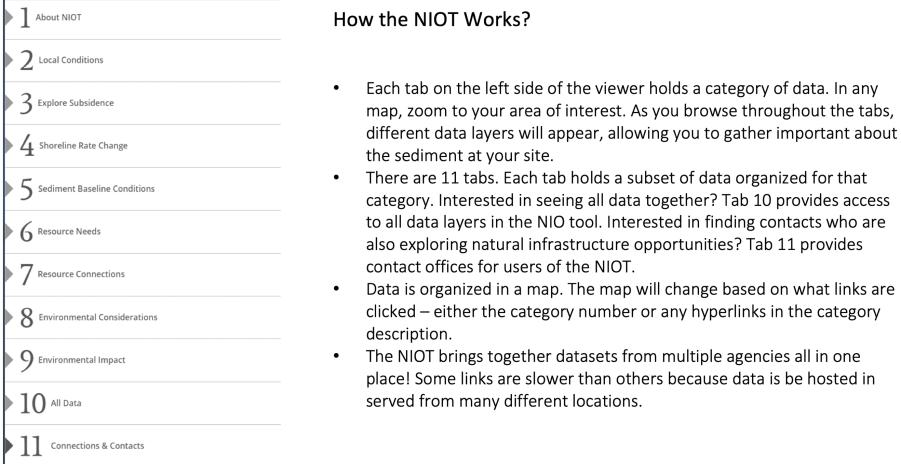 1 About NIOT
2 Local Conditions
3 Explore Subsidence
4 Shoreline Rate Change
5 Sediment Baseline Conditions
6 Resource Needs
7 Resource Connections
8 Environmental Considerations
9 Environmental Impact
10 All Data
11 Connections & Contacts
How the NIOT Works?
• Each tab on the left side of the viewer holds a category of data. In any
map, zoom to your area of interest. As you browse throughout the tabs,
different data layers will appear, allowing you to gather important about
the sediment at your site.
• There are 11 tabs. Each tab holds a subset of data organized for that
category. Interested in seeing all data together? Tab 10 provides access
to all data layers in the NIO tool. Interested in finding contacts who are
also exploring natural infrastructure opportunities? Tab 11 provides
contact offices for users of the NIOT.
• Data is organized in a map. The map will change based on what links are
clicked – either the category number or any hyperlinks in the category
description.
• The NIOT brings together datasets from multiple agencies all in one
place! Some links are slower than others because data is be hosted in
served from many different locations.